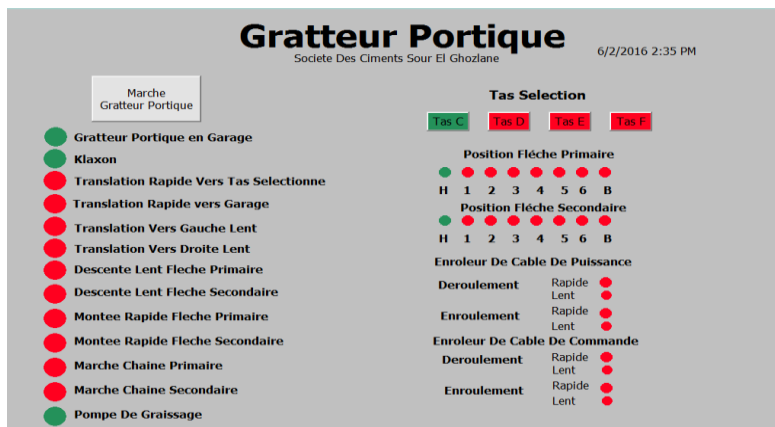 Gratteur Portique
Societe Des Ciments Sour El Ghozlane
6/2/2016 2:35 PM
Marche
Gratteur Portique
Gratteur Portique en Garage
Klaxon
Translation Rapide Vers Tas Selectionne
Translation Rapide vers Garage
Translation Vers Gauche Lent
Translation Vers Droite Lent
Descente Lent Fleche Primaire
Descente Lent Fleche Secondaire
Montee Rapide Fleche Primaire
Montee Rapide Fleche Secondaire
Marche Chaine Primaire
Marche Chaine Secondaire
Pompe De Graissage
Tas Selection
Tas C Tas D Tas E Tas F
Position Fléche Primaire
H 1 2 3 4 5 6 B
Position Fléche Secondaire
H 1 2 3 4 5 6 B
Enroleur De Cable De Puissance
Deroulement Rapide
Lent
Enroulement Rapide
Lent
Enroleur De Cable De Commande
Deroulement Rapide
Lent
Enroulement Rapide
Lent